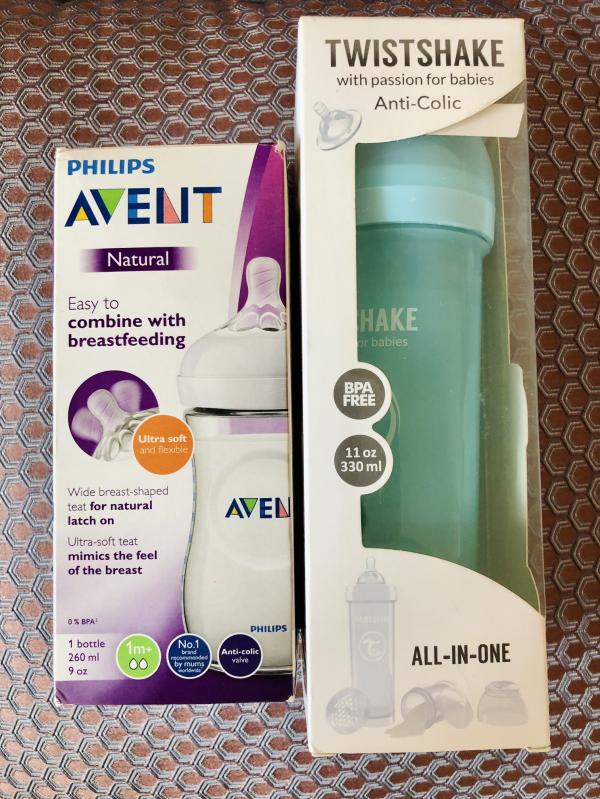 PHILIPS
AVENT
Natural
Easy to
combine with
breastfeeding
Ultra soft
and flexible
Wide breast-shaped
teat for natural
latch on
Ultra-soft teat
mimics the feel
of the breast
0 % BPA²
1 bottle
260 ml
9 oz
1m+
No.1
brand
recommended
by mums
worldwide
Anti-colic
valve
AVEN
PHILIPS
TWISTSHAKE
with passion for babies
Anti-Colic
SHAKE
or babies
BPA
FREE
11 oz
330 ml
ALL-IN-ONE